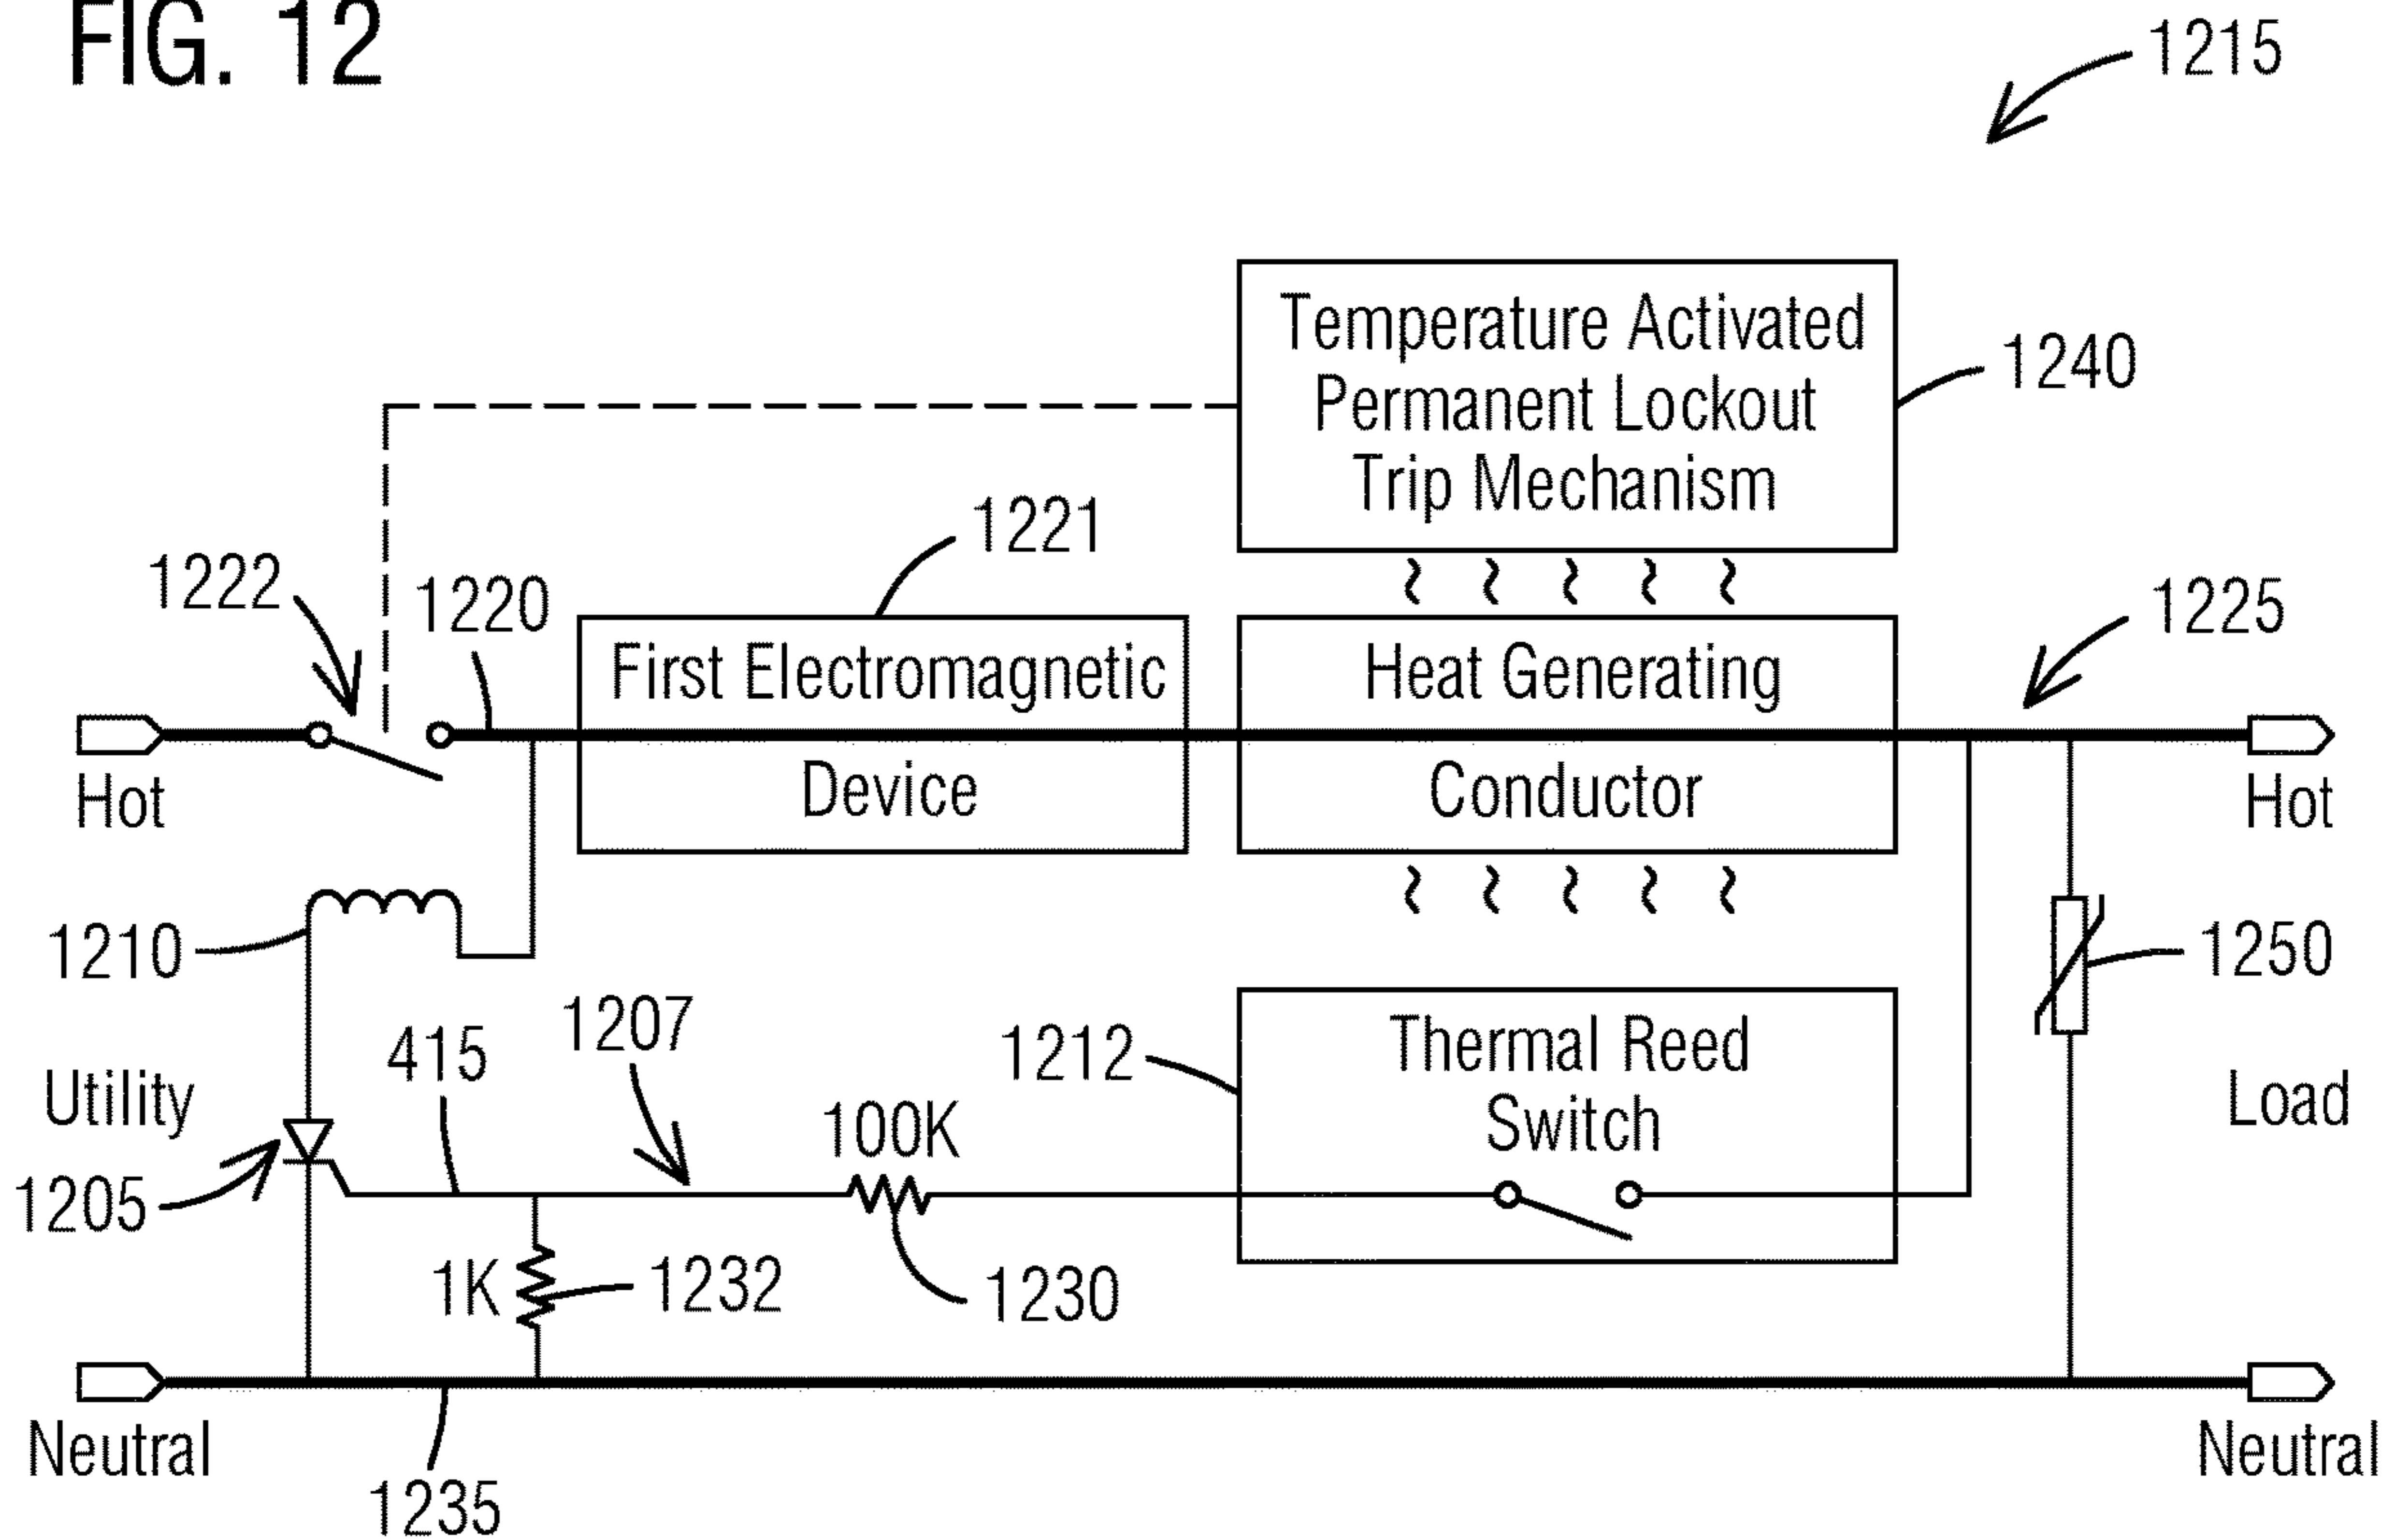 FIG. 12
1215
Temperature Activated
Permanent Lockout
Trip Mechanism
1240
1221
1222
1220
1225
First Electromagnetic
Device
Heat Generating
Conductor
Hot
Hot
1210
1250
415
1207
1212
Thermal Reed
Switch
Utility
Load
100K
1205
1K
1232
1230
Neutral
Neutral
1235